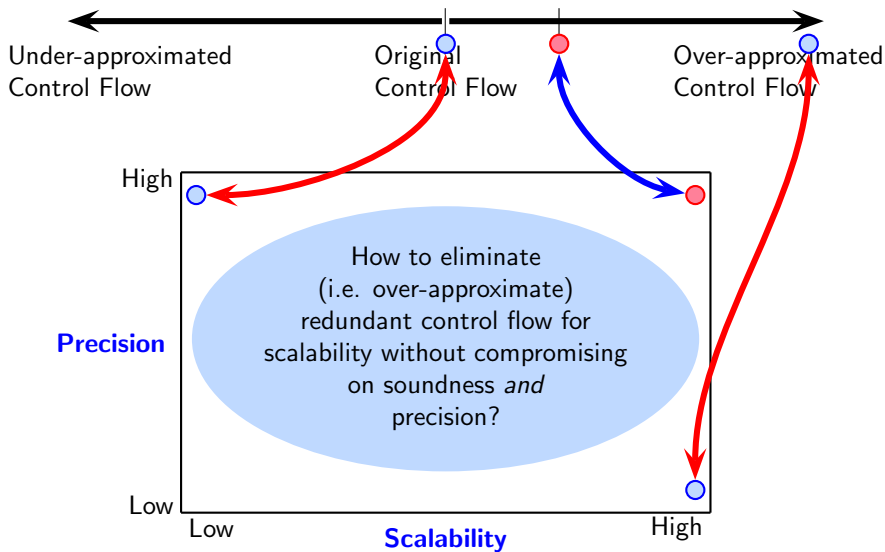 Under-approximated
Control Flow
Original
Control Flow
Over-approximated
Control Flow
High
How to eliminate
(i.e. over-approximate)
redundant control flow for
scalability without compromising
on soundness and
precision?
Precision
Low
Low
High
Scalability